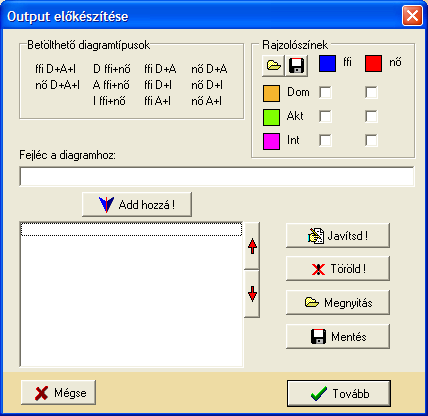 Output előkészítése
Betölthető diagramtípusok
ffi D+A+I D ffi+nő ffi D+A nő D+A
nő D+A+I A ffi+nő ffi D+I nő D+I
I ffi+nő ffi A+I nő A+I
Rajzolószínek
ffi nő
Dom
Akt
Int
Fejléc a diagramhoz:
Add hozzá !
Javítsd !
Töröld !
Megnyitás
Mentés
Mégse
Tovább